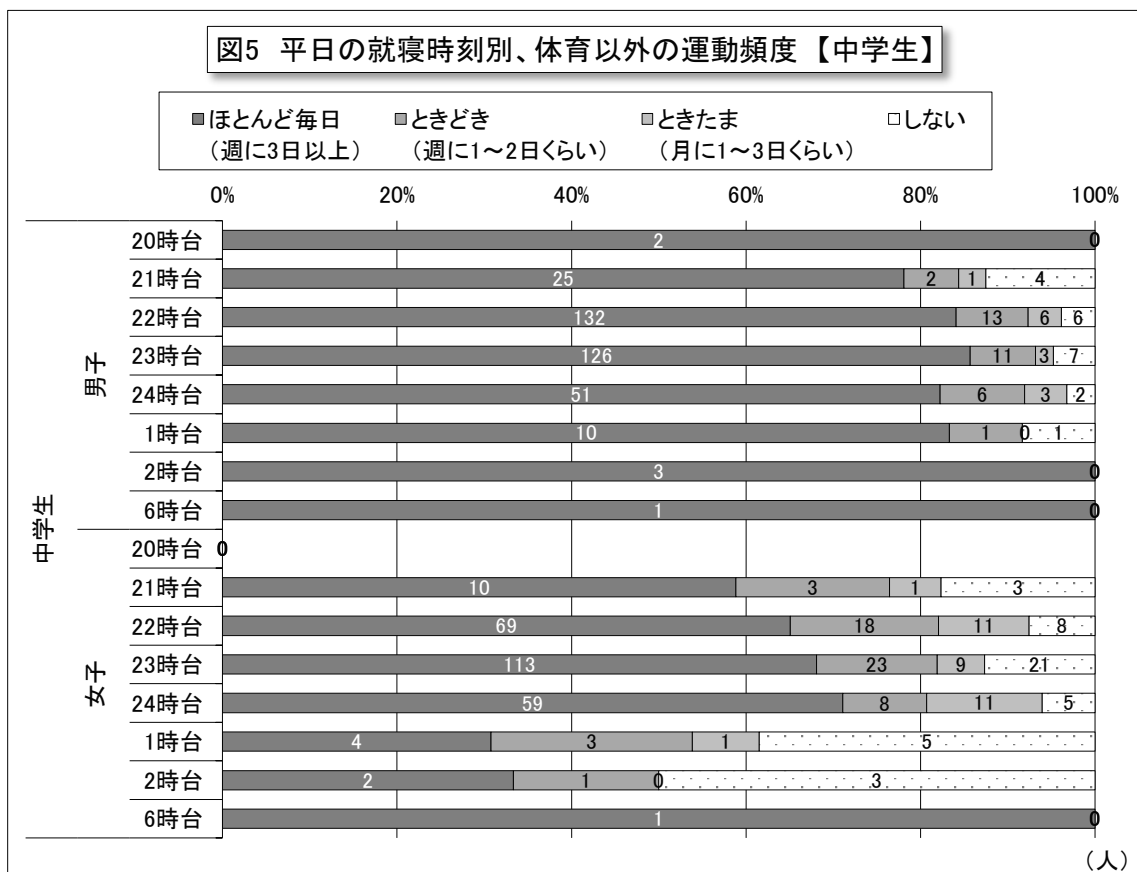 図5 平日の就寝時刻別、体育以外の運動頻度 【中学生】
■ほとんど毎日 ■ときどき ■ときたま □しない
(週に3日以上) (週に1～2日くらい) (月に1～3日くらい)
0% 20% 40% 60% 80% 100%
中学生
男子
20時台 2 0
21時台 25 2 1 4
22時台 132 13 6 6
23時台 126 11 3 7
24時台 51 6 3 2
1時台 10 1 0 1
2時台 3 0
6時台 1 0
女子
20時台 0
21時台 10 3 1 3
22時台 69 18 11 8
23時台 113 23 9 21
24時台 59 8 11 5
1時台 4 3 1 5
2時台 2 1 0 3
6時台 1 0
(人)